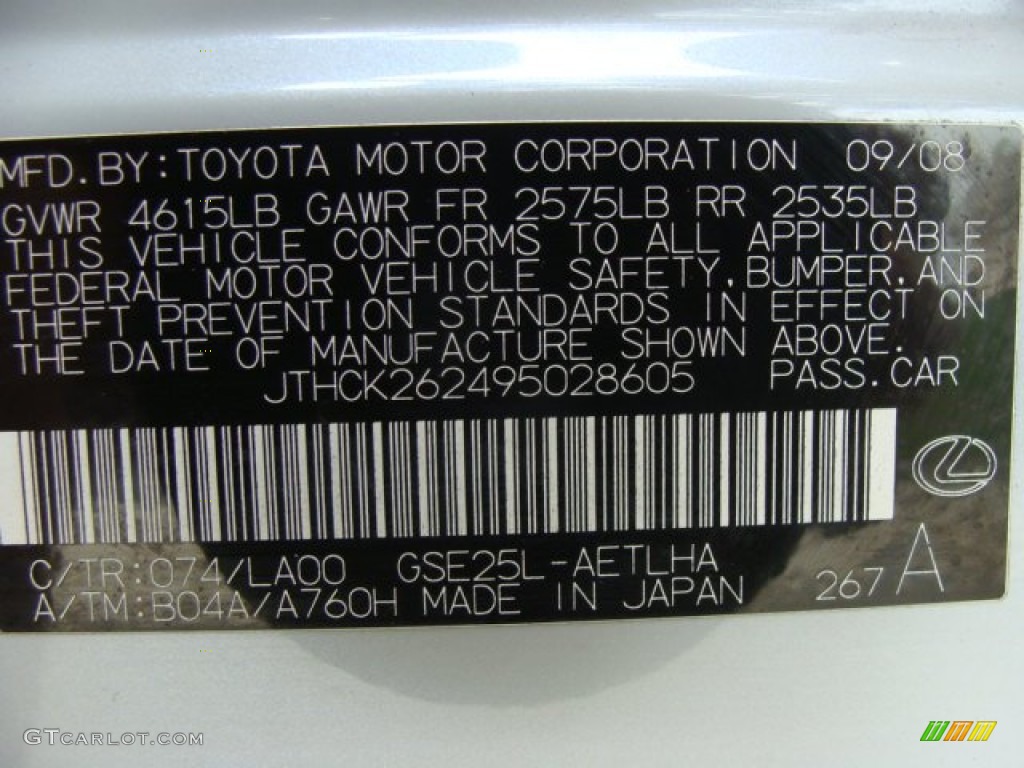 MFD. BY: TOYOTA MOTOR CORPORATION 09/08
GVWR 4615LB GAWR FR 2575LB RR 2535LB
THIS VEHICLE CONFORMS TO ALL APPLICABLE
FEDERAL MOTOR VEHICLE SAFETY, BUMPER, AND
THEFT PREVENTION STANDARDS IN EFFECT ON
THE DATE OF MANUFACTURE SHOWN ABOVE.
JTHCK262495028605 PASS. CAR
C/TR: 074/LA00 GSE25L-AETLHA
A/TM: B04A/A760H MADE IN JAPAN 267 A
GTCARLOT.COM